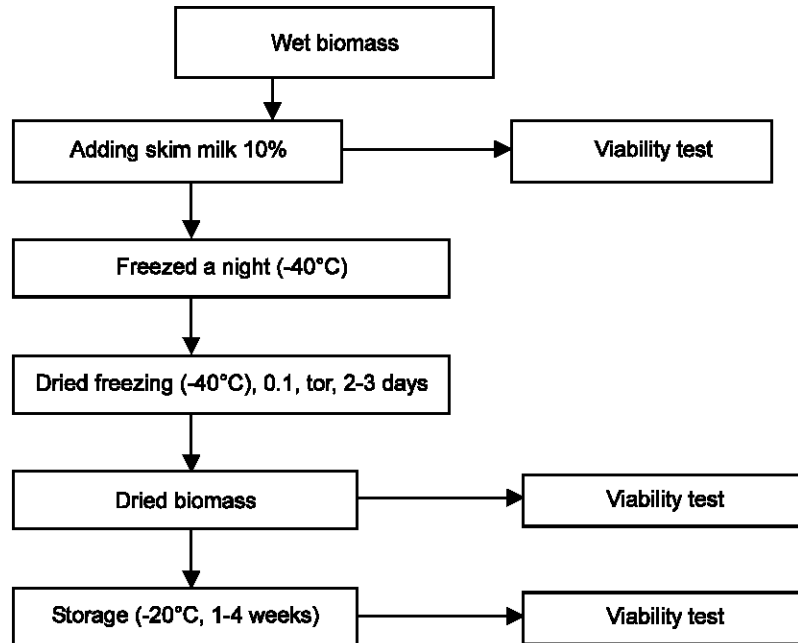 Wet biomass
Adding skim milk 10%
Viability test
Freezed a night (-40°C)
Dried freezing (-40°C), 0.1, tor, 2-3 days
Dried biomass
Viability test
Storage (-20°C, 1-4 weeks)
Viability test